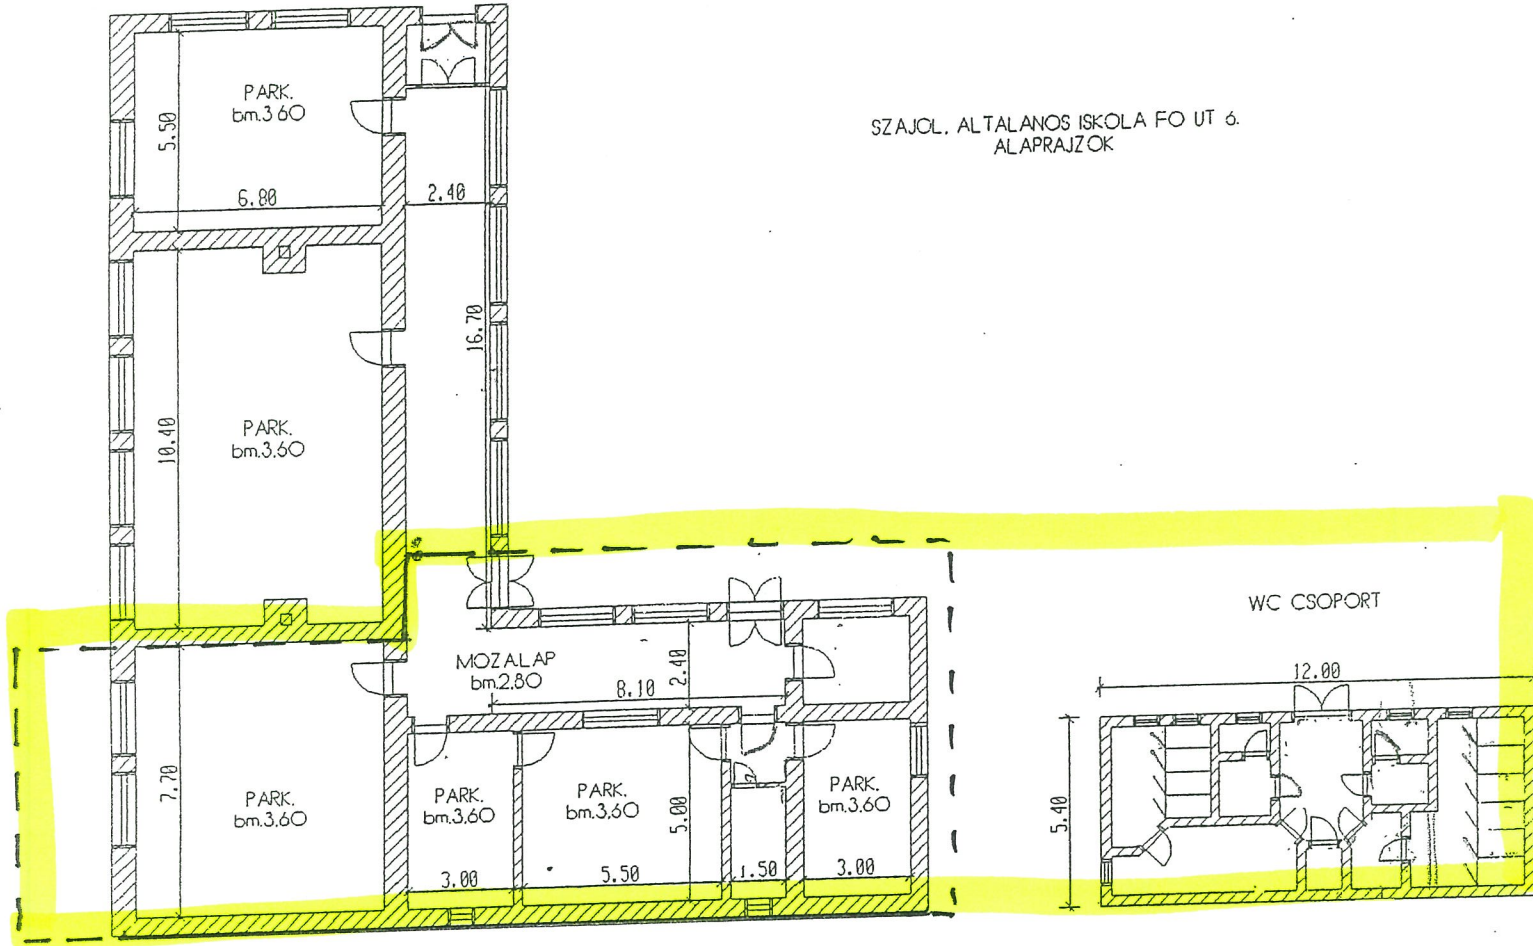 SZAJOL, ALTALANOS ISKOLA FO UT 6.
ALAPRAJZOK
PARK.
bm.3.60
5.50
6.80
2.40
16.70
PARK.
bm.3.60
10.40
WC CSOPORT
12.00
5.40
MOZALAP
bm.2.80
8.10
2.40
7.70
PARK.
bm.3.60
PARK.
bm.3.60
PARK.
bm.3.60
5.00
PARK.
bm.3.60
3.00
5.50
1.50
3.00